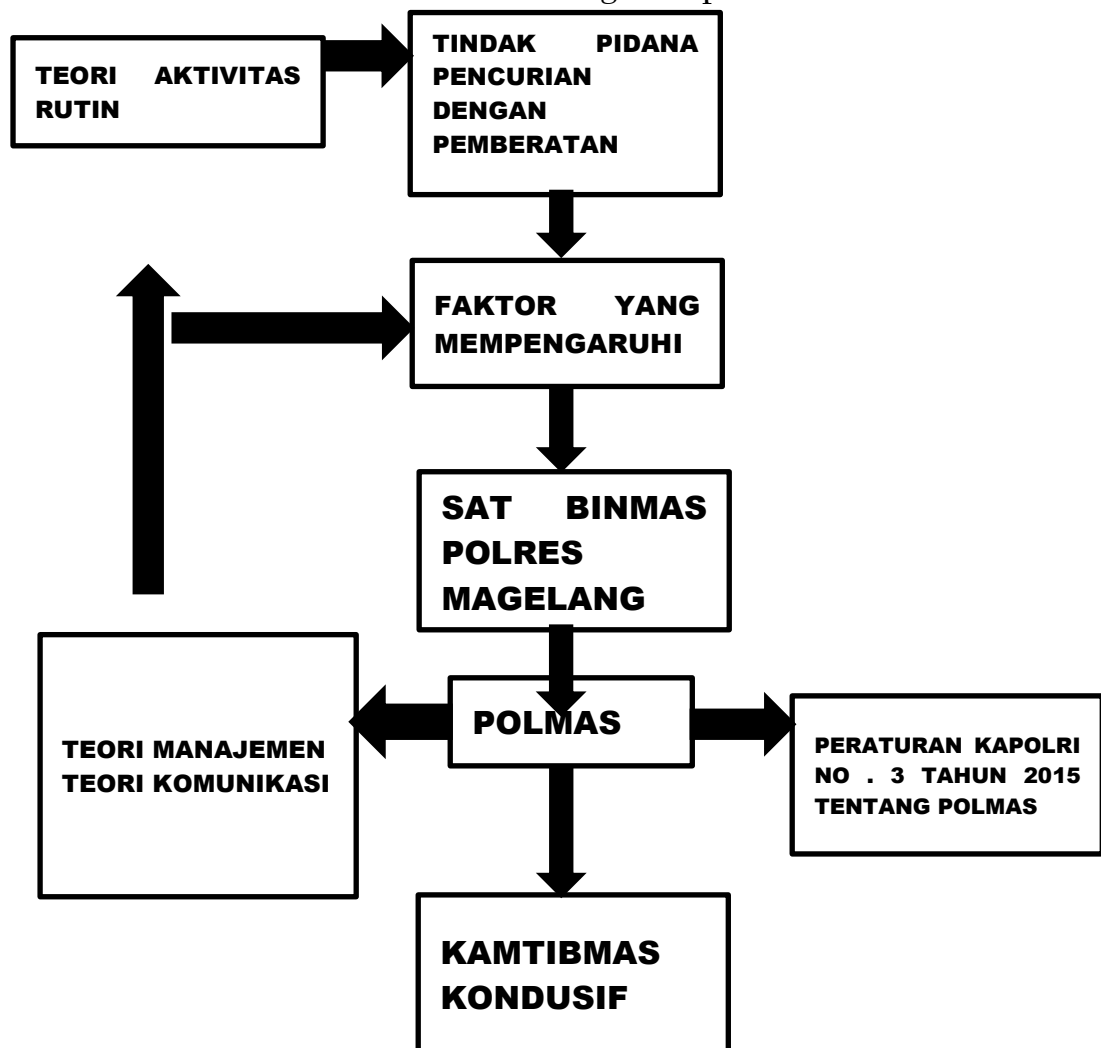 TEORI AKTIVITAS
RUTIN
TINDAK PIDANA
PENCURIAN
DENGAN
PEMBERATAN
FAKTOR YANG
MEMPENGARUHI
SAT BINMAS
POLRES
MAGELANG
POLMAS
TEORI MANAJEMEN
TEORI KOMUNIKASI
PERATURAN KAPOLRI
NO . 3 TAHUN 2015
TENTANG POLMAS
KAMTIBMAS
KONDUSIF